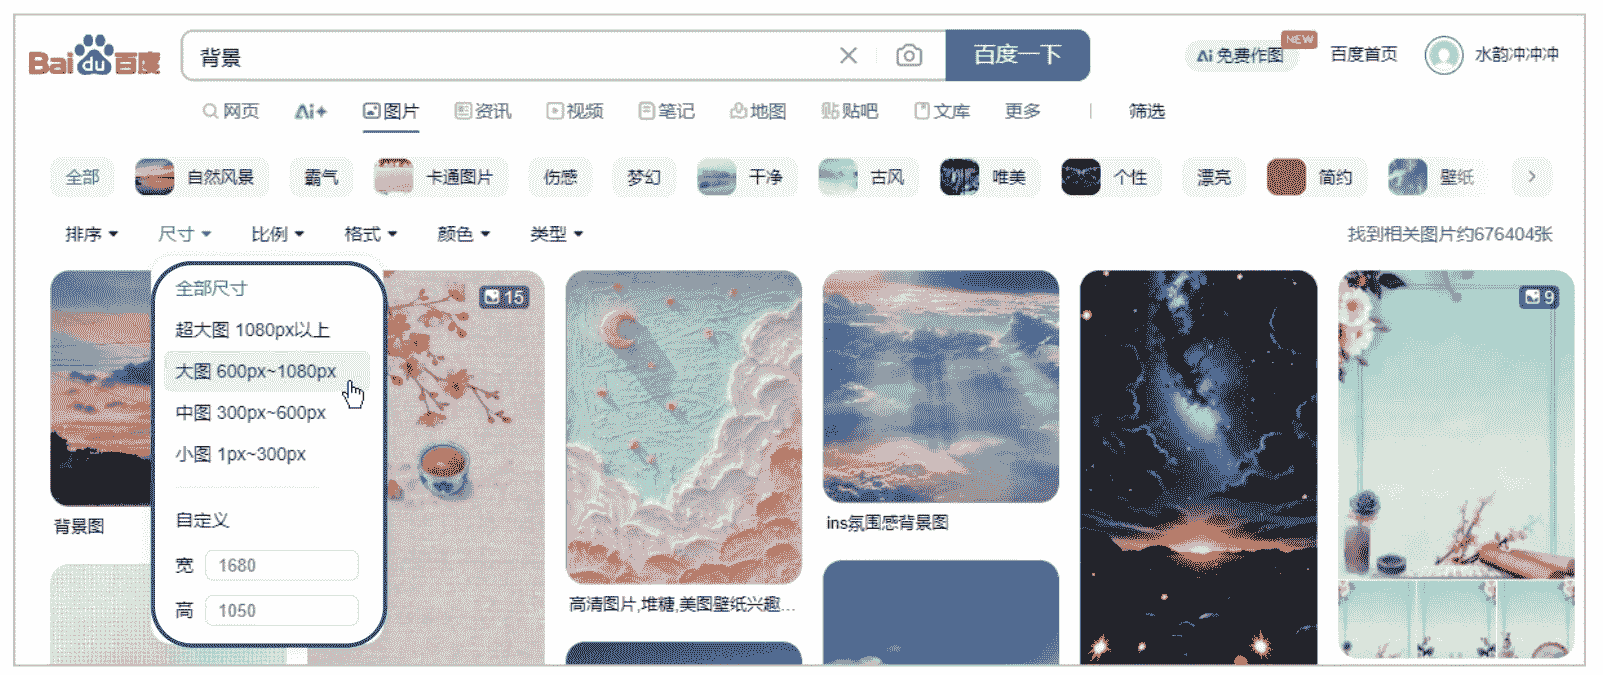 Bai du 百度
背景
百度一下
Ai 免费作图 NEW
百度首页
水韵冲冲冲
网页 Ai+ 图片 资讯 视频 笔记 地图 贴 贴吧 文库 更多 | 筛选
全部 自然风景 霸气 卡通图片 伤感 梦幻 干净 古风 唯美 个性 漂亮 简约 壁纸
排序 尺寸 比例 格式 颜色 类型 找到相关图片约676404张
全部尺寸
超大图 1080px以上
大图 600px~1080px
中图 300px~600px
小图 1px~300px
自定义
宽 1680
高 1050
15
9
背景图
ins氛围感背景图
高清图片,堆糖,美图壁纸兴趣...